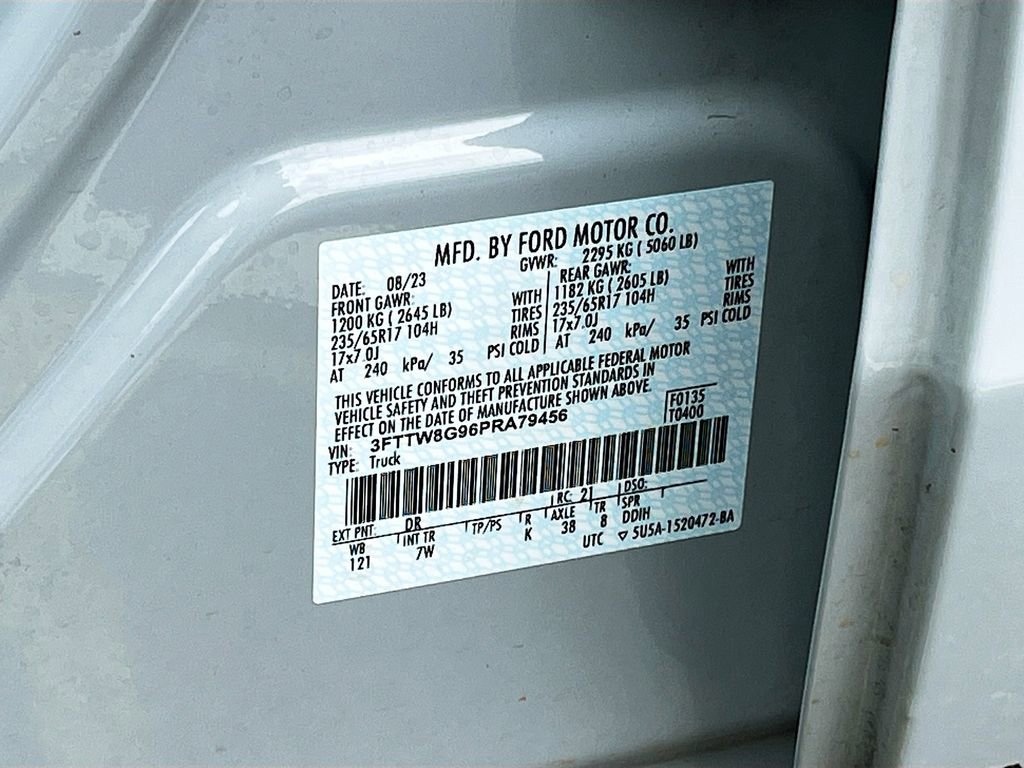 MFD. BY FORD MOTOR CO.
DATE: 08/23 GVWR: 2295 KG ( 5060 LB)
FRONT GAWR: REAR GAWR:
1200 KG ( 2645 LB) WITH 1182 KG ( 2605 LB) WITH
235/65R17 104H TIRES 235/65R17 104H TIRES
17x7.0J RIMS 17x7.0J RIMS
AT 240 kPa/ 35 PSI COLD AT 240 kPa/ 35 PSI COLD
THIS VEHICLE CONFORMS TO ALL APPLICABLE FEDERAL MOTOR
VEHICLE SAFETY AND THEFT PREVENTION STANDARDS IN
EFFECT ON THE DATE OF MANUFACTURE SHOWN ABOVE.
VIN: 3FTTW8G96PRA79456 F0135
TYPE: Truck T0400
EXT PNT: DR RC: 21 DSO:
WB INT TR TP/PS R AXLE TR SPR
121 7W K 38 8 DDIH
UTC ▽ 5U5A-1520472-BA